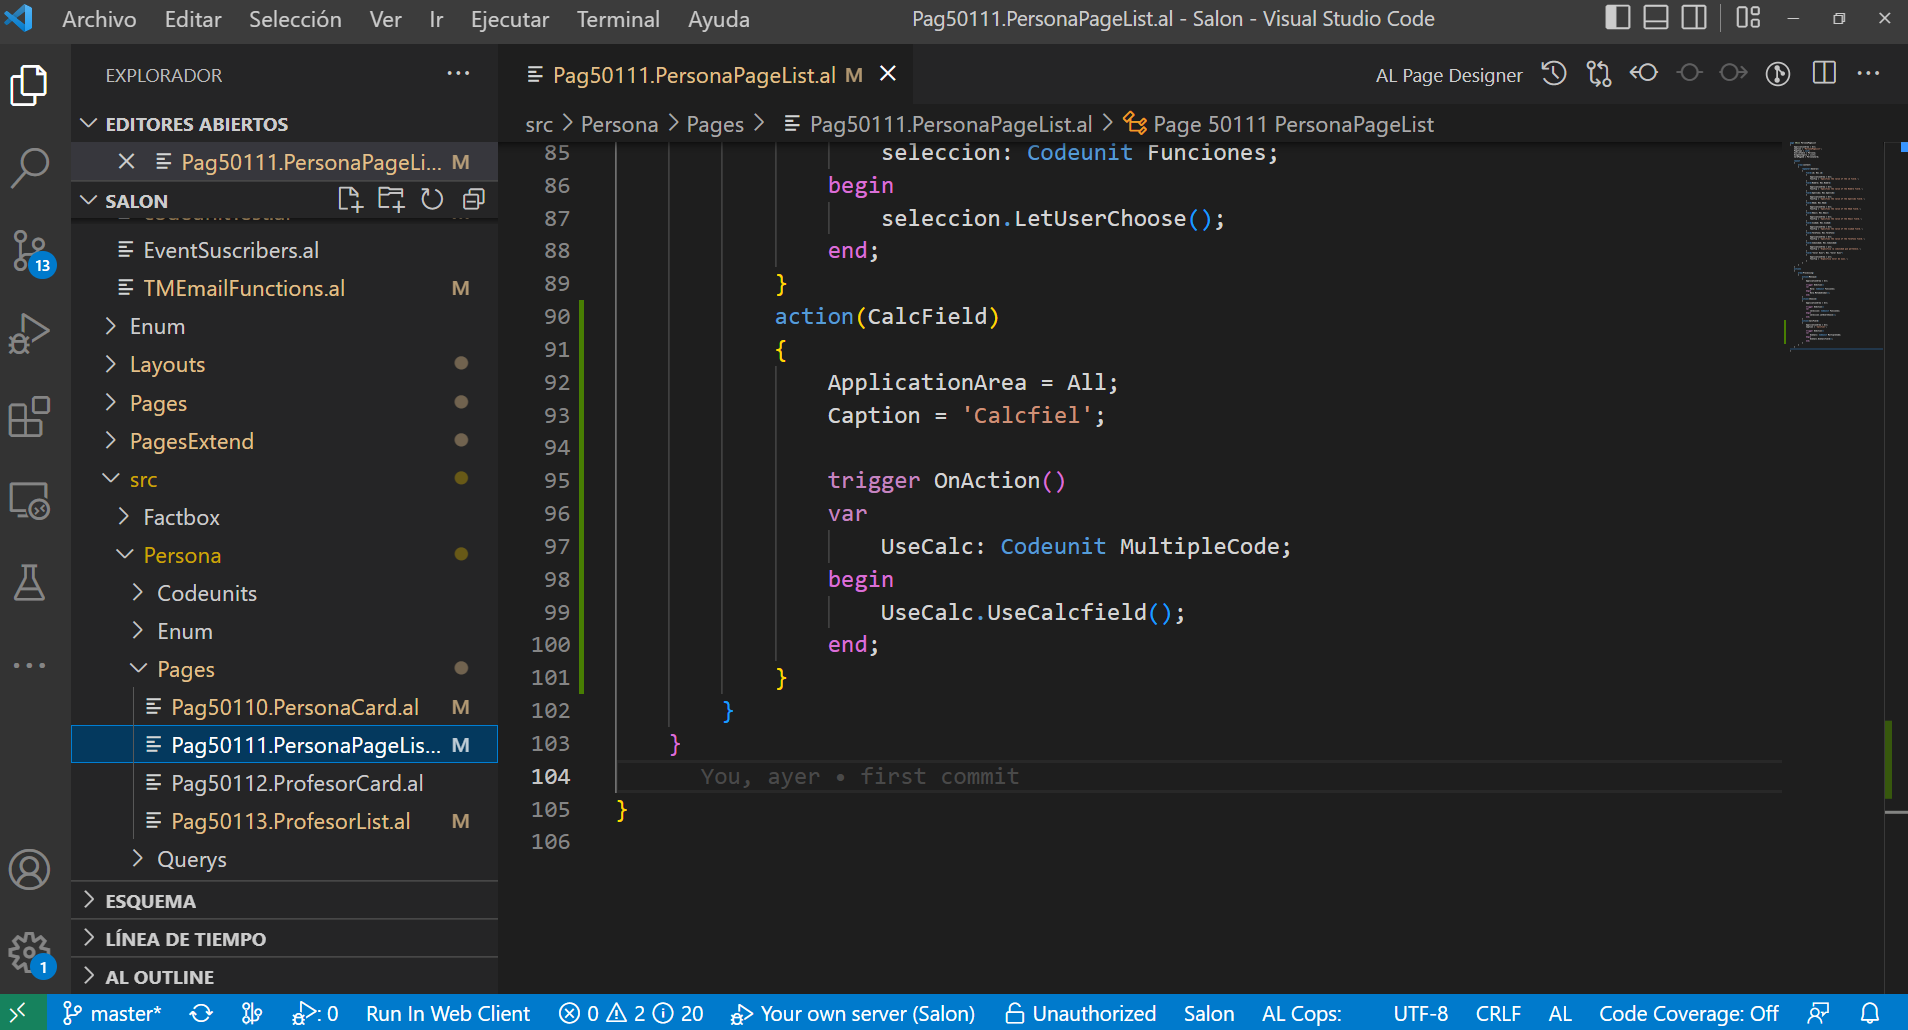 Archivo Editar Selección Ver Ir Ejecutar Terminal Ayuda Pag50111.PersonaPageList.al - Salon - Visual Studio Code
EXPLORADOR
EDITORES ABIERTOS
Pag50111.PersonaPageLi... M
SALON
EventSuscribers.al
TMEmailFunctions.al M
Enum
Layouts
Pages
PagesExtend
src
Factbox
Persona
Codeunits
Enum
Pages
Pag50110.PersonaCard.al M
Pag50111.PersonaPageLis... M
Pag50112.ProfesorCard.al
Pag50113.ProfesorList.al M
Querys
ESQUEMA
LÍNEA DE TIEMPO
AL OUTLINE
13
1
Pag50111.PersonaPageList.al M
AL Page Designer
src > Persona > Pages > Pag50111.PersonaPageList.al > Page 50111 PersonaPageList
85 seleccion: Codeunit Funciones;
86 begin
87 seleccion.LetUserChoose();
88 end;
89 }
90 action(CalcField)
91 {
92 ApplicationArea = All;
93 Caption = 'Calcfiel';
94
95 trigger OnAction()
96 var
97 UseCalc: Codeunit MultipleCode;
98 begin
99 UseCalc.UseCalcfield();
100 end;
101 }
102 }
103 }
104 You, ayer • first commit
105 }
106
master* : 0 Run In Web Client 0 2 20 Your own server (Salon) Unauthorized Salon AL Cops: UTF-8 CRLF AL Code Coverage: Off